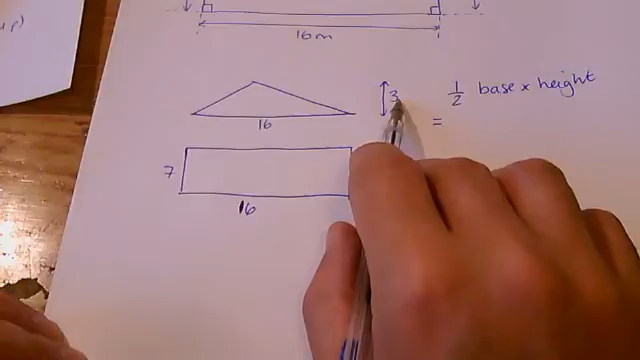 16m
3
1/2 base × height
=
16
7
16